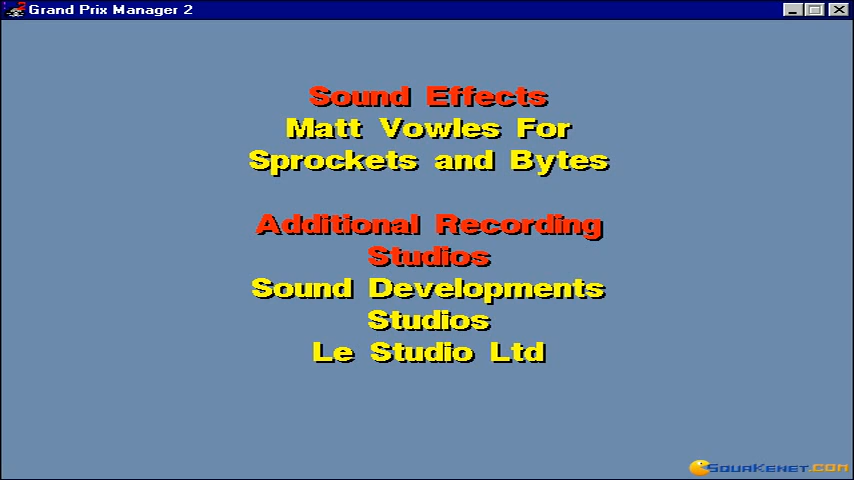 Grand Prix Manager 2
Sound Effects
Matt Vowles For
Sprockets and Bytes
Additional Recording
Studios
Sound Developments
Studios
Le Studio Ltd
SquaKenet.com